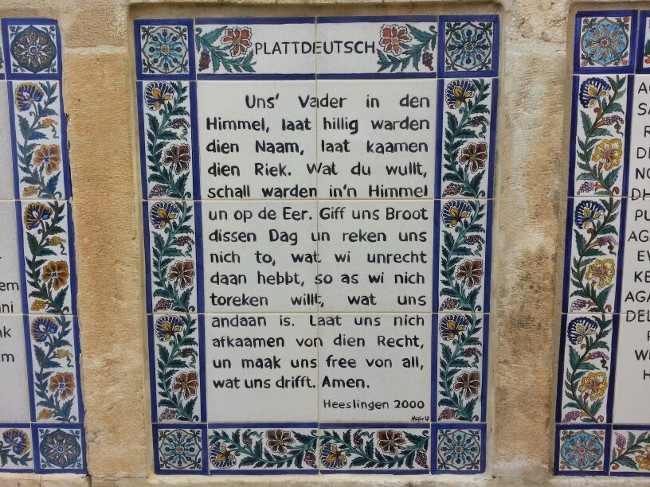 PLATTDEUTSCH
Uns' Vader in den
Himmel, laat hillig warden
dien Naam, laat kaamen
dien Riek. Wat du wullt,
schall warden in'n Himmel
un op de Eer. Giff uns Broot
dissen Dag un reken uns
nich to, wat wi unrecht
daan hebbt, so as wi nich
toreken willt, wat uns
andaan is. Laat uns nich
afkaamen von dien Recht,
un maak uns free von all,
wat uns drifft. Amen.
Heeslingen 2000